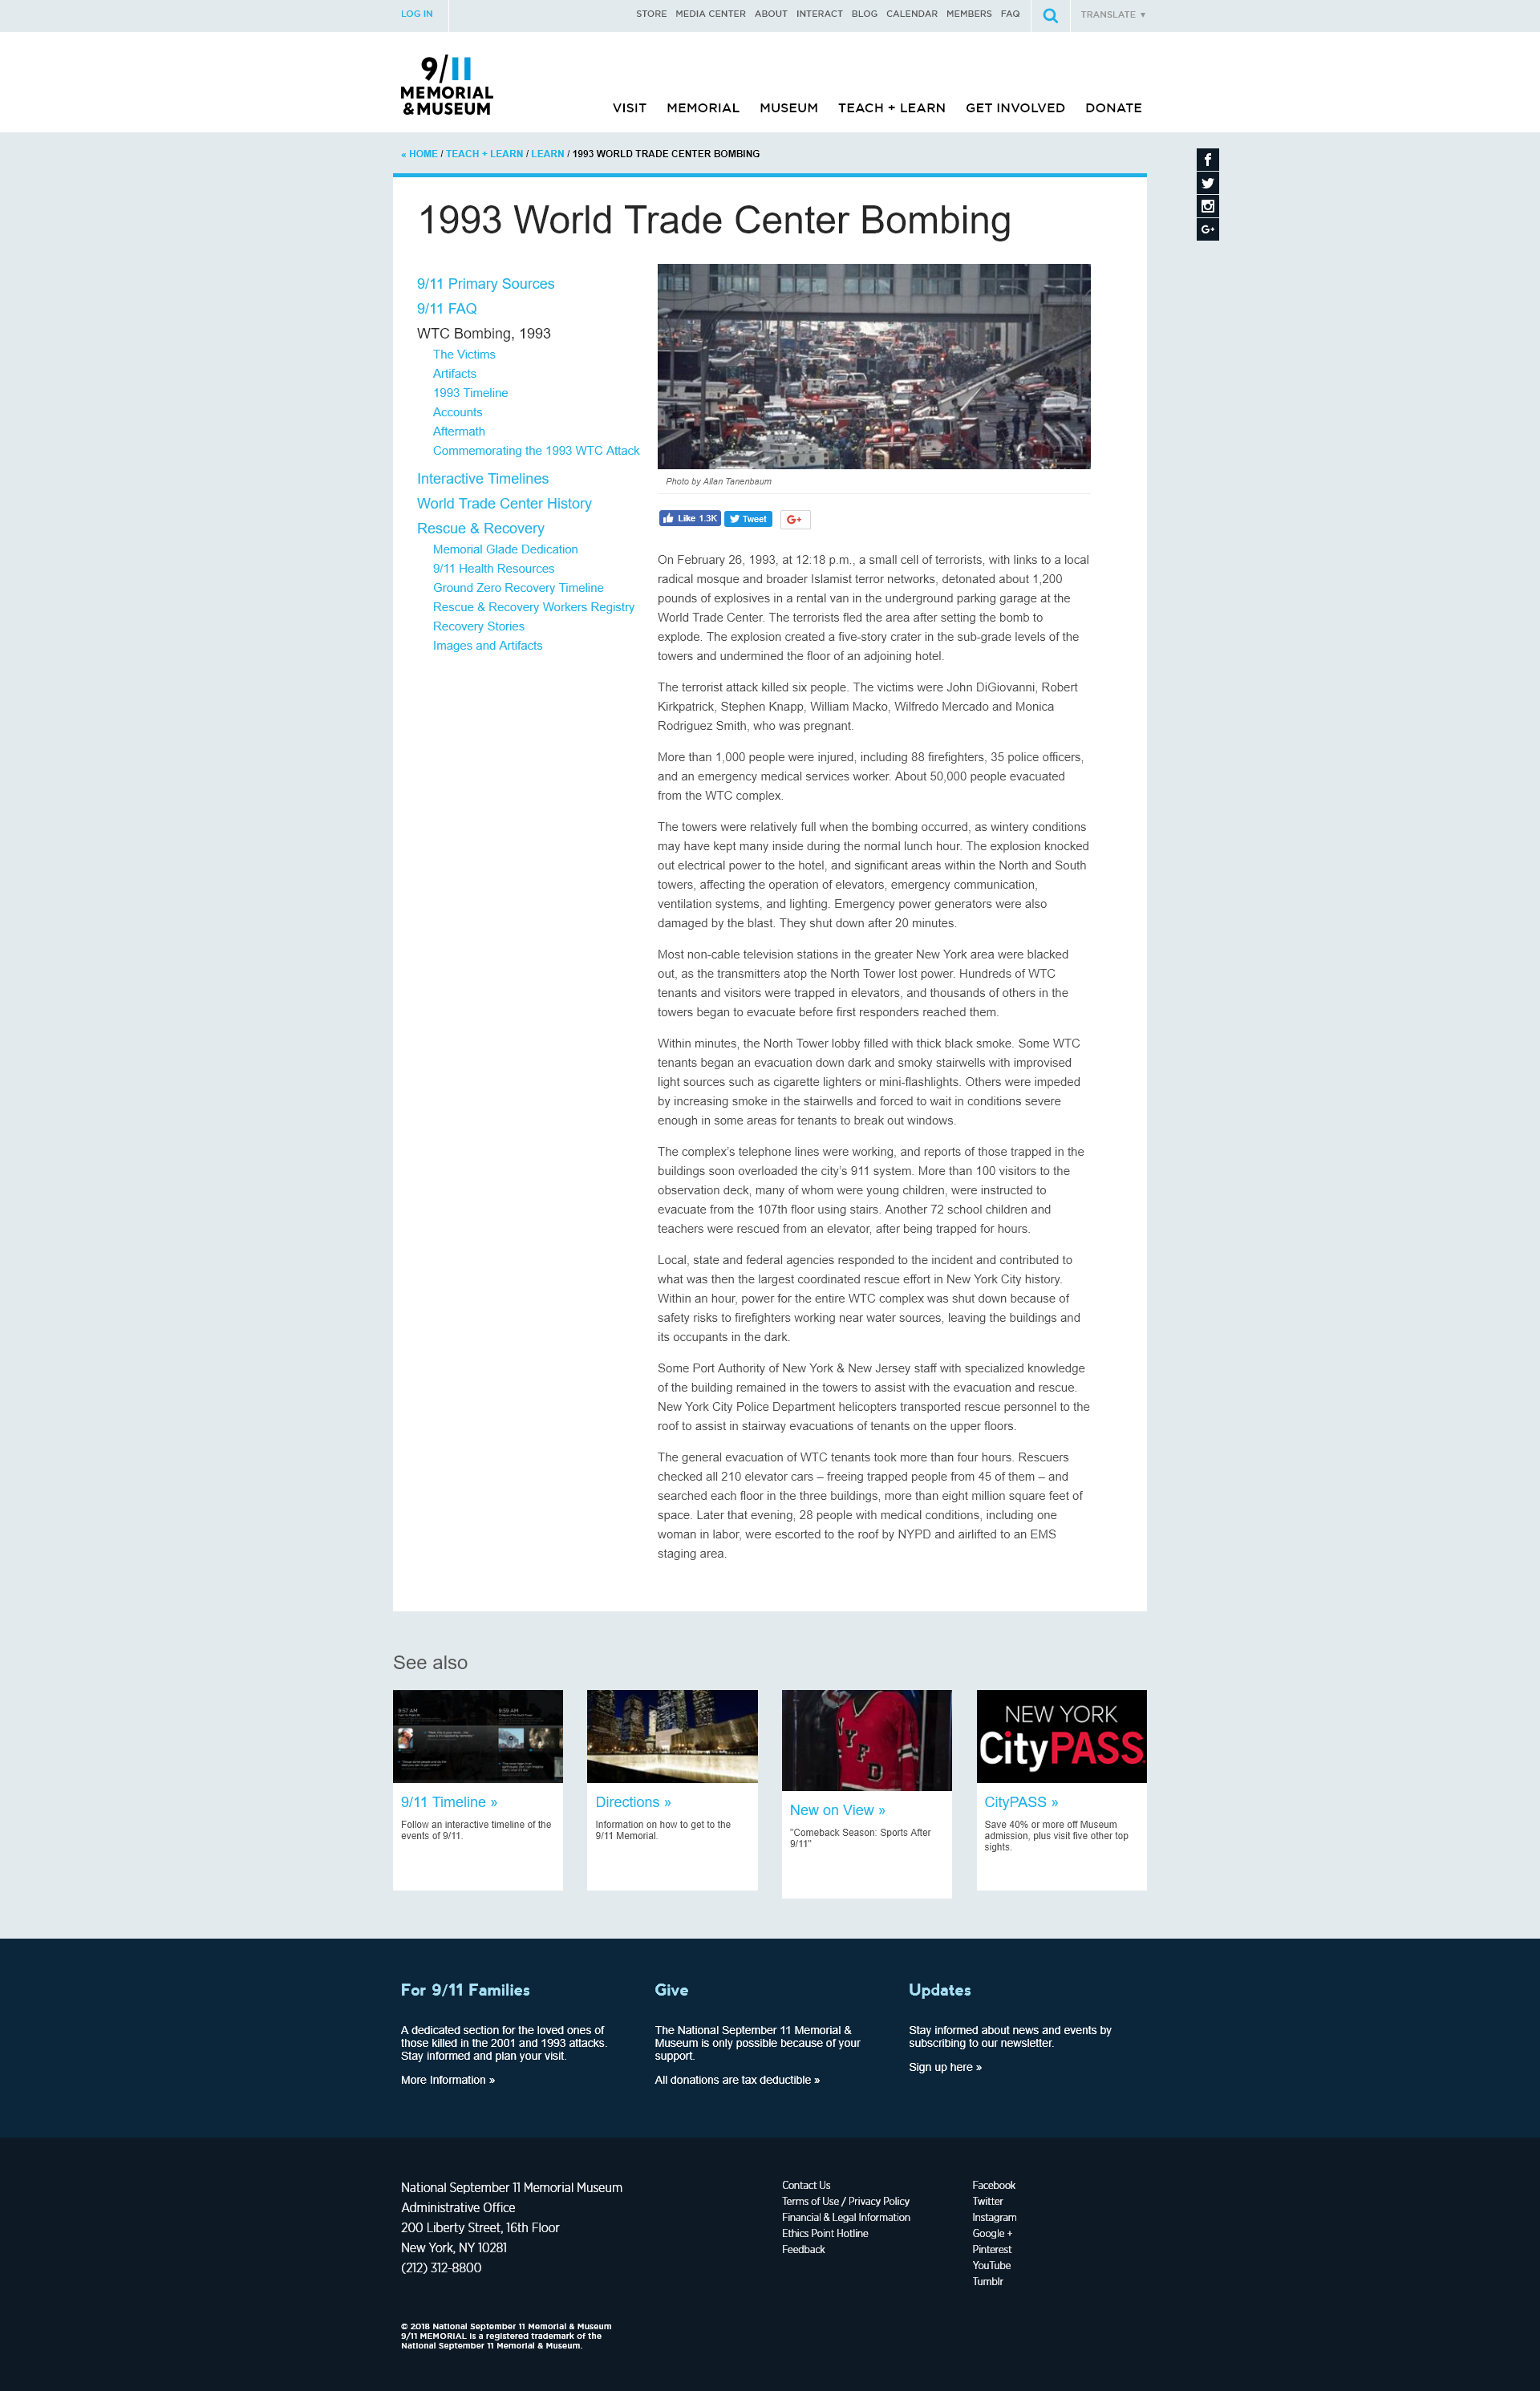 LOG IN
STORE MEDIA CENTER ABOUT INTERACT BLOG CALENDAR MEMBERS FAQ
TRANSLATE ▼
9/11
MEMORIAL
&MUSEUM
VISIT MEMORIAL MUSEUM TEACH + LEARN GET INVOLVED DONATE
« HOME / TEACH + LEARN / LEARN / 1993 WORLD TRADE CENTER BOMBING
1993 World Trade Center Bombing
9/11 Primary Sources
9/11 FAQ
WTC Bombing, 1993
The Victims
Artifacts
1993 Timeline
Accounts
Aftermath
Commemorating the 1993 WTC Attack
Interactive Timelines
World Trade Center History
Rescue & Recovery
Memorial Glade Dedication
9/11 Health Resources
Ground Zero Recovery Timeline
Rescue & Recovery Workers Registry
Recovery Stories
Images and Artifacts
Photo by Allan Tanenbaum
Like 1.3K Tweet G+
On February 26, 1993, at 12:18 p.m., a small cell of terrorists, with links to a local
radical mosque and broader Islamist terror networks, detonated about 1,200
pounds of explosives in a rental van in the underground parking garage at the
World Trade Center. The terrorists fled the area after setting the bomb to
explode. The explosion created a five-story crater in the sub-grade levels of the
towers and undermined the floor of an adjoining hotel.
The terrorist attack killed six people. The victims were John DiGiovanni, Robert
Kirkpatrick, Stephen Knapp, William Macko, Wilfredo Mercado and Monica
Rodriguez Smith, who was pregnant.
More than 1,000 people were injured, including 88 firefighters, 35 police officers,
and an emergency medical services worker. About 50,000 people evacuated
from the WTC complex.
The towers were relatively full when the bombing occurred, as wintery conditions
may have kept many inside during the normal lunch hour. The explosion knocked
out electrical power to the hotel, and significant areas within the North and South
towers, affecting the operation of elevators, emergency communication,
ventilation systems, and lighting. Emergency power generators were also
damaged by the blast. They shut down after 20 minutes.
Most non-cable television stations in the greater New York area were blacked
out, as the transmitters atop the North Tower lost power. Hundreds of WTC
tenants and visitors were trapped in elevators, and thousands of others in the
towers began to evacuate before first responders reached them.
Within minutes, the North Tower lobby filled with thick black smoke. Some WTC
tenants began an evacuation down dark and smoky stairwells with improvised
light sources such as cigarette lighters or mini-flashlights. Others were impeded
by increasing smoke in the stairwells and forced to wait in conditions severe
enough in some areas for tenants to break out windows.
The complex's telephone lines were working, and reports of those trapped in the
buildings soon overloaded the city's 911 system. More than 100 visitors to the
observation deck, many of whom were young children, were instructed to
evacuate from the 107th floor using stairs. Another 72 school children and
teachers were rescued from an elevator, after being trapped for hours.
Local, state and federal agencies responded to the incident and contributed to
what was then the largest coordinated rescue effort in New York City history.
Within an hour, power for the entire WTC complex was shut down because of
safety risks to firefighters working near water sources, leaving the buildings and
its occupants in the dark.
Some Port Authority of New York & New Jersey staff with specialized knowledge
of the building remained in the towers to assist with the evacuation and rescue.
New York City Police Department helicopters transported rescue personnel to the
roof to assist in stairway evacuations of tenants on the upper floors.
The general evacuation of WTC tenants took more than four hours. Rescuers
checked all 210 elevator cars – freeing trapped people from 45 of them – and
searched each floor in the three buildings, more than eight million square feet of
space. Later that evening, 28 people with medical conditions, including one
woman in labor, were escorted to the roof by NYPD and airlifted to an EMS
staging area.
See also
9:57 AM
9:59 AM
9/11 Timeline »
Follow an interactive timeline of the
events of 9/11.
Directions »
Information on how to get to the
9/11 Memorial.
NYFD
New on View »
"Comeback Season: Sports After
9/11"
NEW YORK
CityPASS
CityPASS »
Save 40% or more off Museum
admission, plus visit five other top
sights.
For 9/11 Families
A dedicated section for the loved ones of
those killed in the 2001 and 1993 attacks.
Stay informed and plan your visit.
More Information »
Give
The National September 11 Memorial &
Museum is only possible because of your
support.
All donations are tax deductible »
Updates
Stay informed about news and events by
subscribing to our newsletter.
Sign up here »
National September 11 Memorial Museum
Administrative Office
200 Liberty Street, 16th Floor
New York, NY 10281
(212) 312-8800
Contact Us
Terms of Use / Privacy Policy
Financial & Legal Information
Ethics Point Hotline
Feedback
Facebook
Twitter
Instagram
Google +
Pinterest
YouTube
Tumblr
© 2018 National September 11 Memorial & Museum
9/11 MEMORIAL is a registered trademark of the
National September 11 Memorial & Museum.